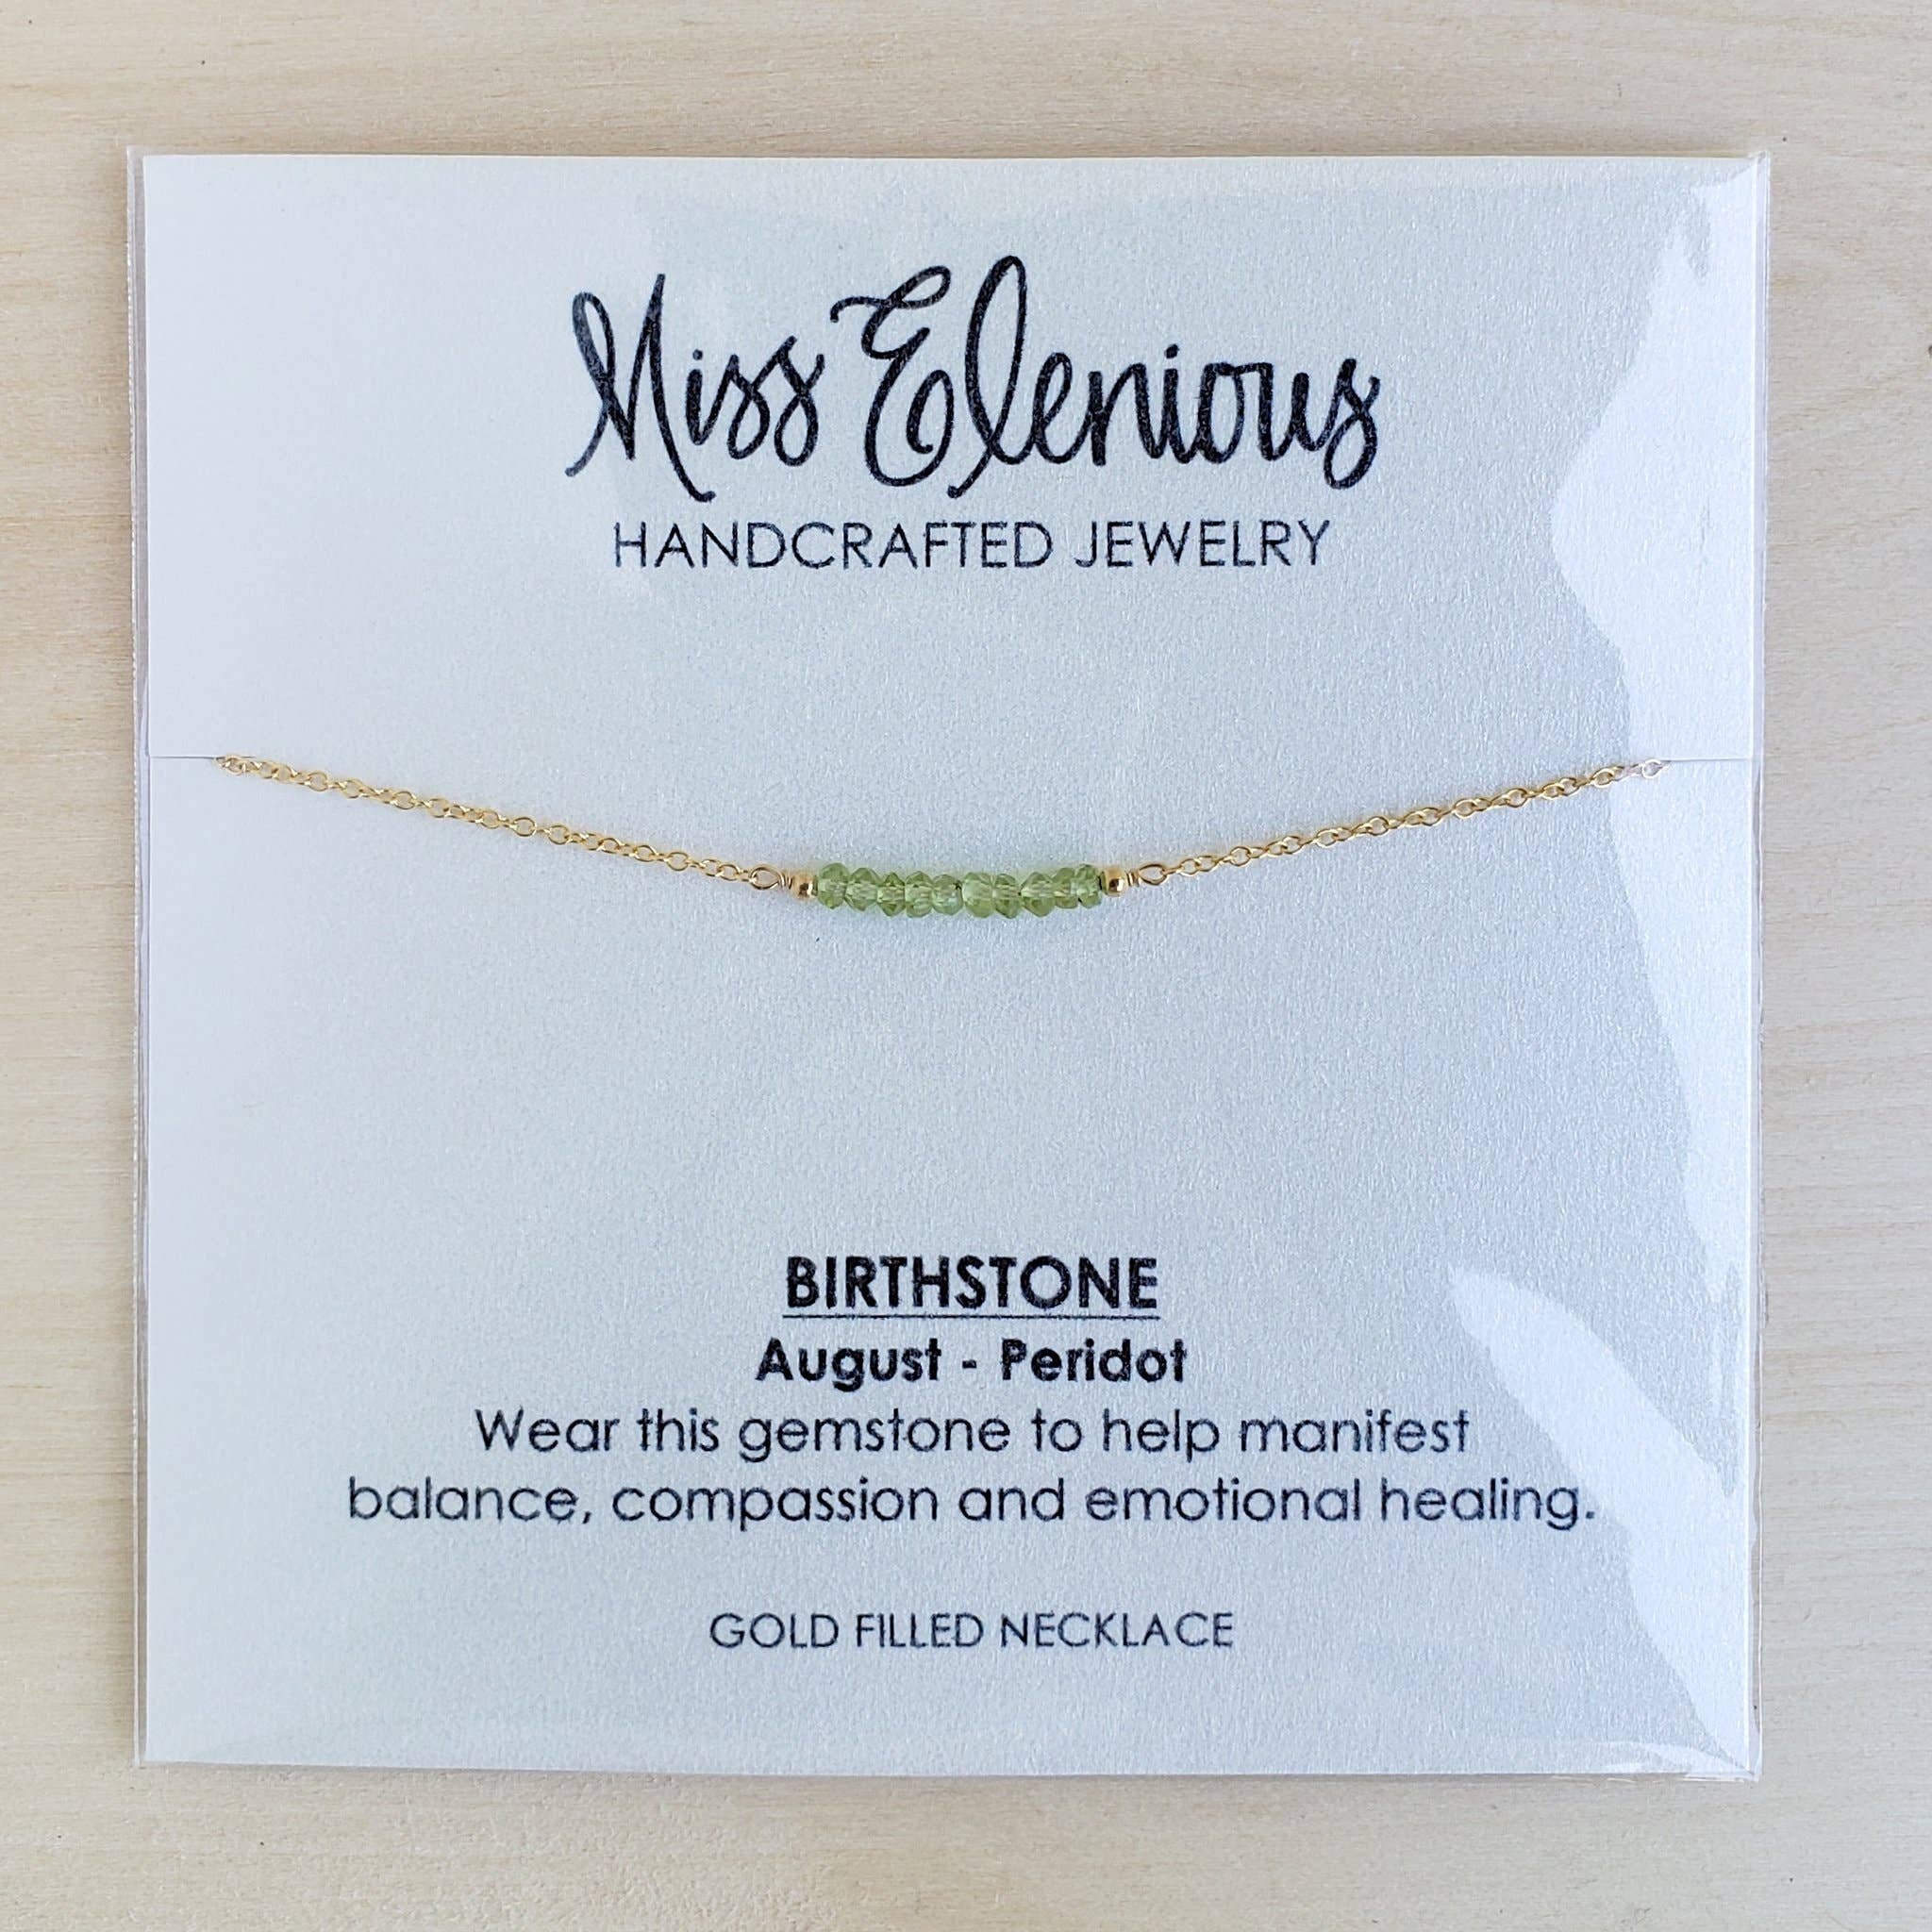 Miss Elenious
HANDCRAFTED JEWELRY
BIRTHSTONE
August - Peridot
Wear this gemstone to help manifest
balance, compassion and emotional healing.
GOLD FILLED NECKLACE